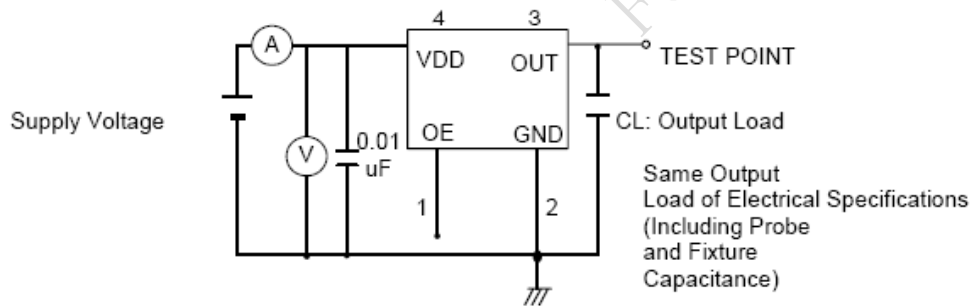 4
3
A
VDD
OUT
TEST POINT
Supply Voltage
V
0.01
uF
OE
GND
CL: Output Load
1
2
Same Output
Load of Electrical Specifications
(Including Probe
and Fixture
Capacitance)